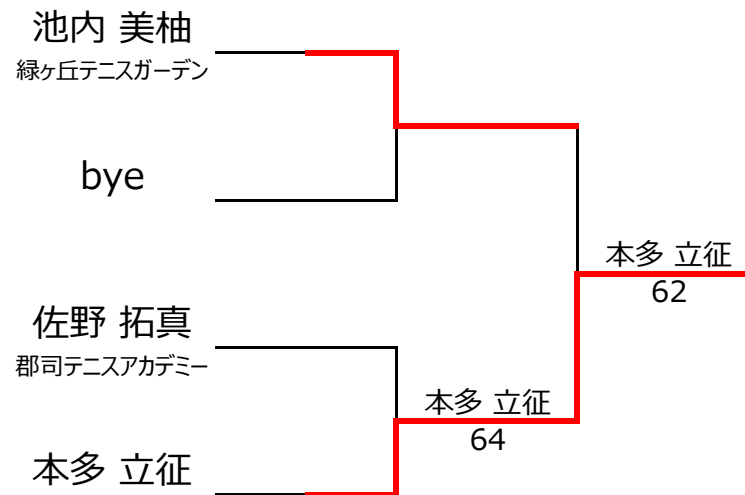 池内 美柚
緑ヶ丘テニスガーデン
bye
本多 立征
62
佐野 拓真
郡司テニスアカデミー
本多 立征
64
本多 立征